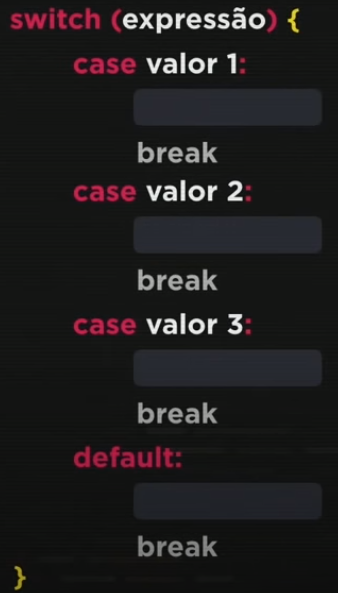 switch (expressão) {
case valor 1:
break
case valor 2:
break
case valor 3:
break
default:
break
}